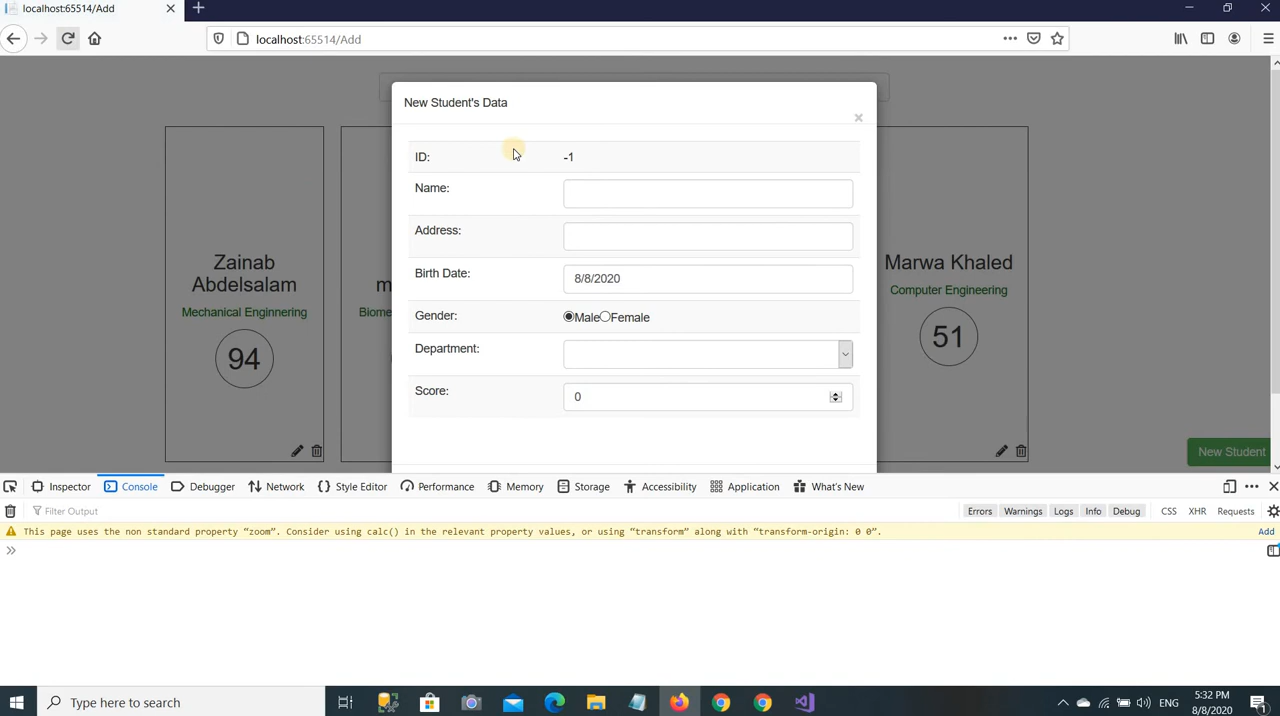 localhost:65514/Add
localhost:65514/Add
New Student's Data
×
ID: -1
Name:
Address:
Birth Date: 8/8/2020
Gender: Male Female
Department:
Score: 0
Zainab
Abdelsalam
Mechanical Enginnering
94
m
Biome
Marwa Khaled
Computer Engineering
51
New Student
Inspector Console Debugger Network Style Editor Performance Memory Storage Accessibility Application What's New
Filter Output Errors Warnings Logs Info Debug CSS XHR Requests
This page uses the non standard property “zoom”. Consider using calc() in the relevant property values, or using “transform” along with “transform-origin: 0 0”. Add
»
Type here to search
ENG
5:32 PM
8/8/2020
1